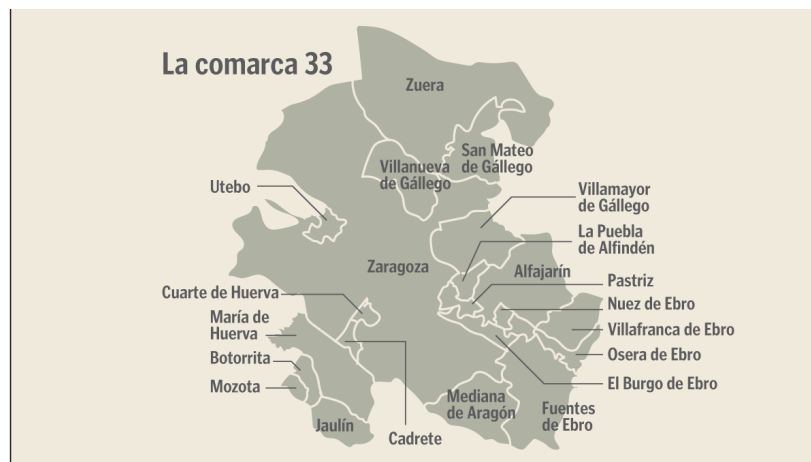 La comarca 33
Zuera
San Mateo
de Gállego
Villanueva
de Gállego
Utebo
Villamayor
de Gállego
La Puebla
de Alfindén
Zaragoza
Alfajarín
Pastriz
Cuarte de Huerva
Nuez de Ebro
María de
Huerva
Villafranca de Ebro
Botorrita
Osera de Ebro
Mozota
El Burgo de Ebro
Mediana
de Aragón
Fuentes
de Ebro
Jaulín
Cadrete